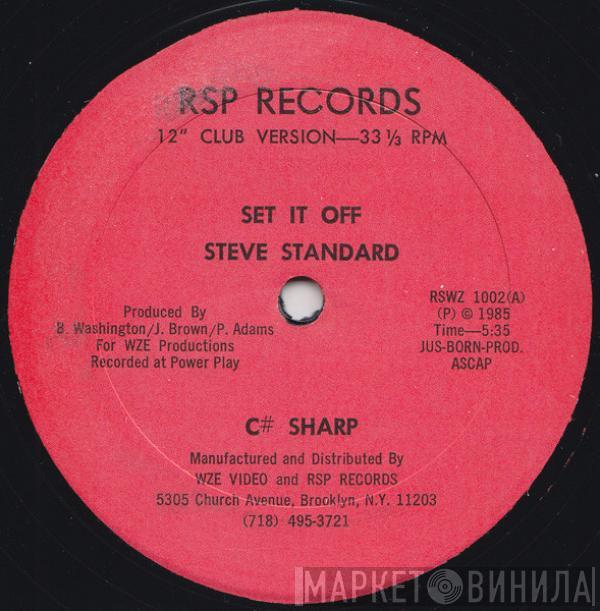 RSP RECORDS
12" CLUB VERSION—33 ⅓ RPM
SET IT OFF
STEVE STANDARD
Produced By
B. Washington/J. Brown/P. Adams
For WZE Productions
Recorded at Power Play
RSWZ 1002(A)
(P) © 1985
Time—5:35
JUS-BORN-PROD.
ASCAP
C# SHARP
Manufactured and Distributed By
WZE VIDEO and RSP RECORDS
5305 Church Avenue, Brooklyn, N.Y. 11203
(718) 495-3721
МАРКЕТ ВИНИЛА